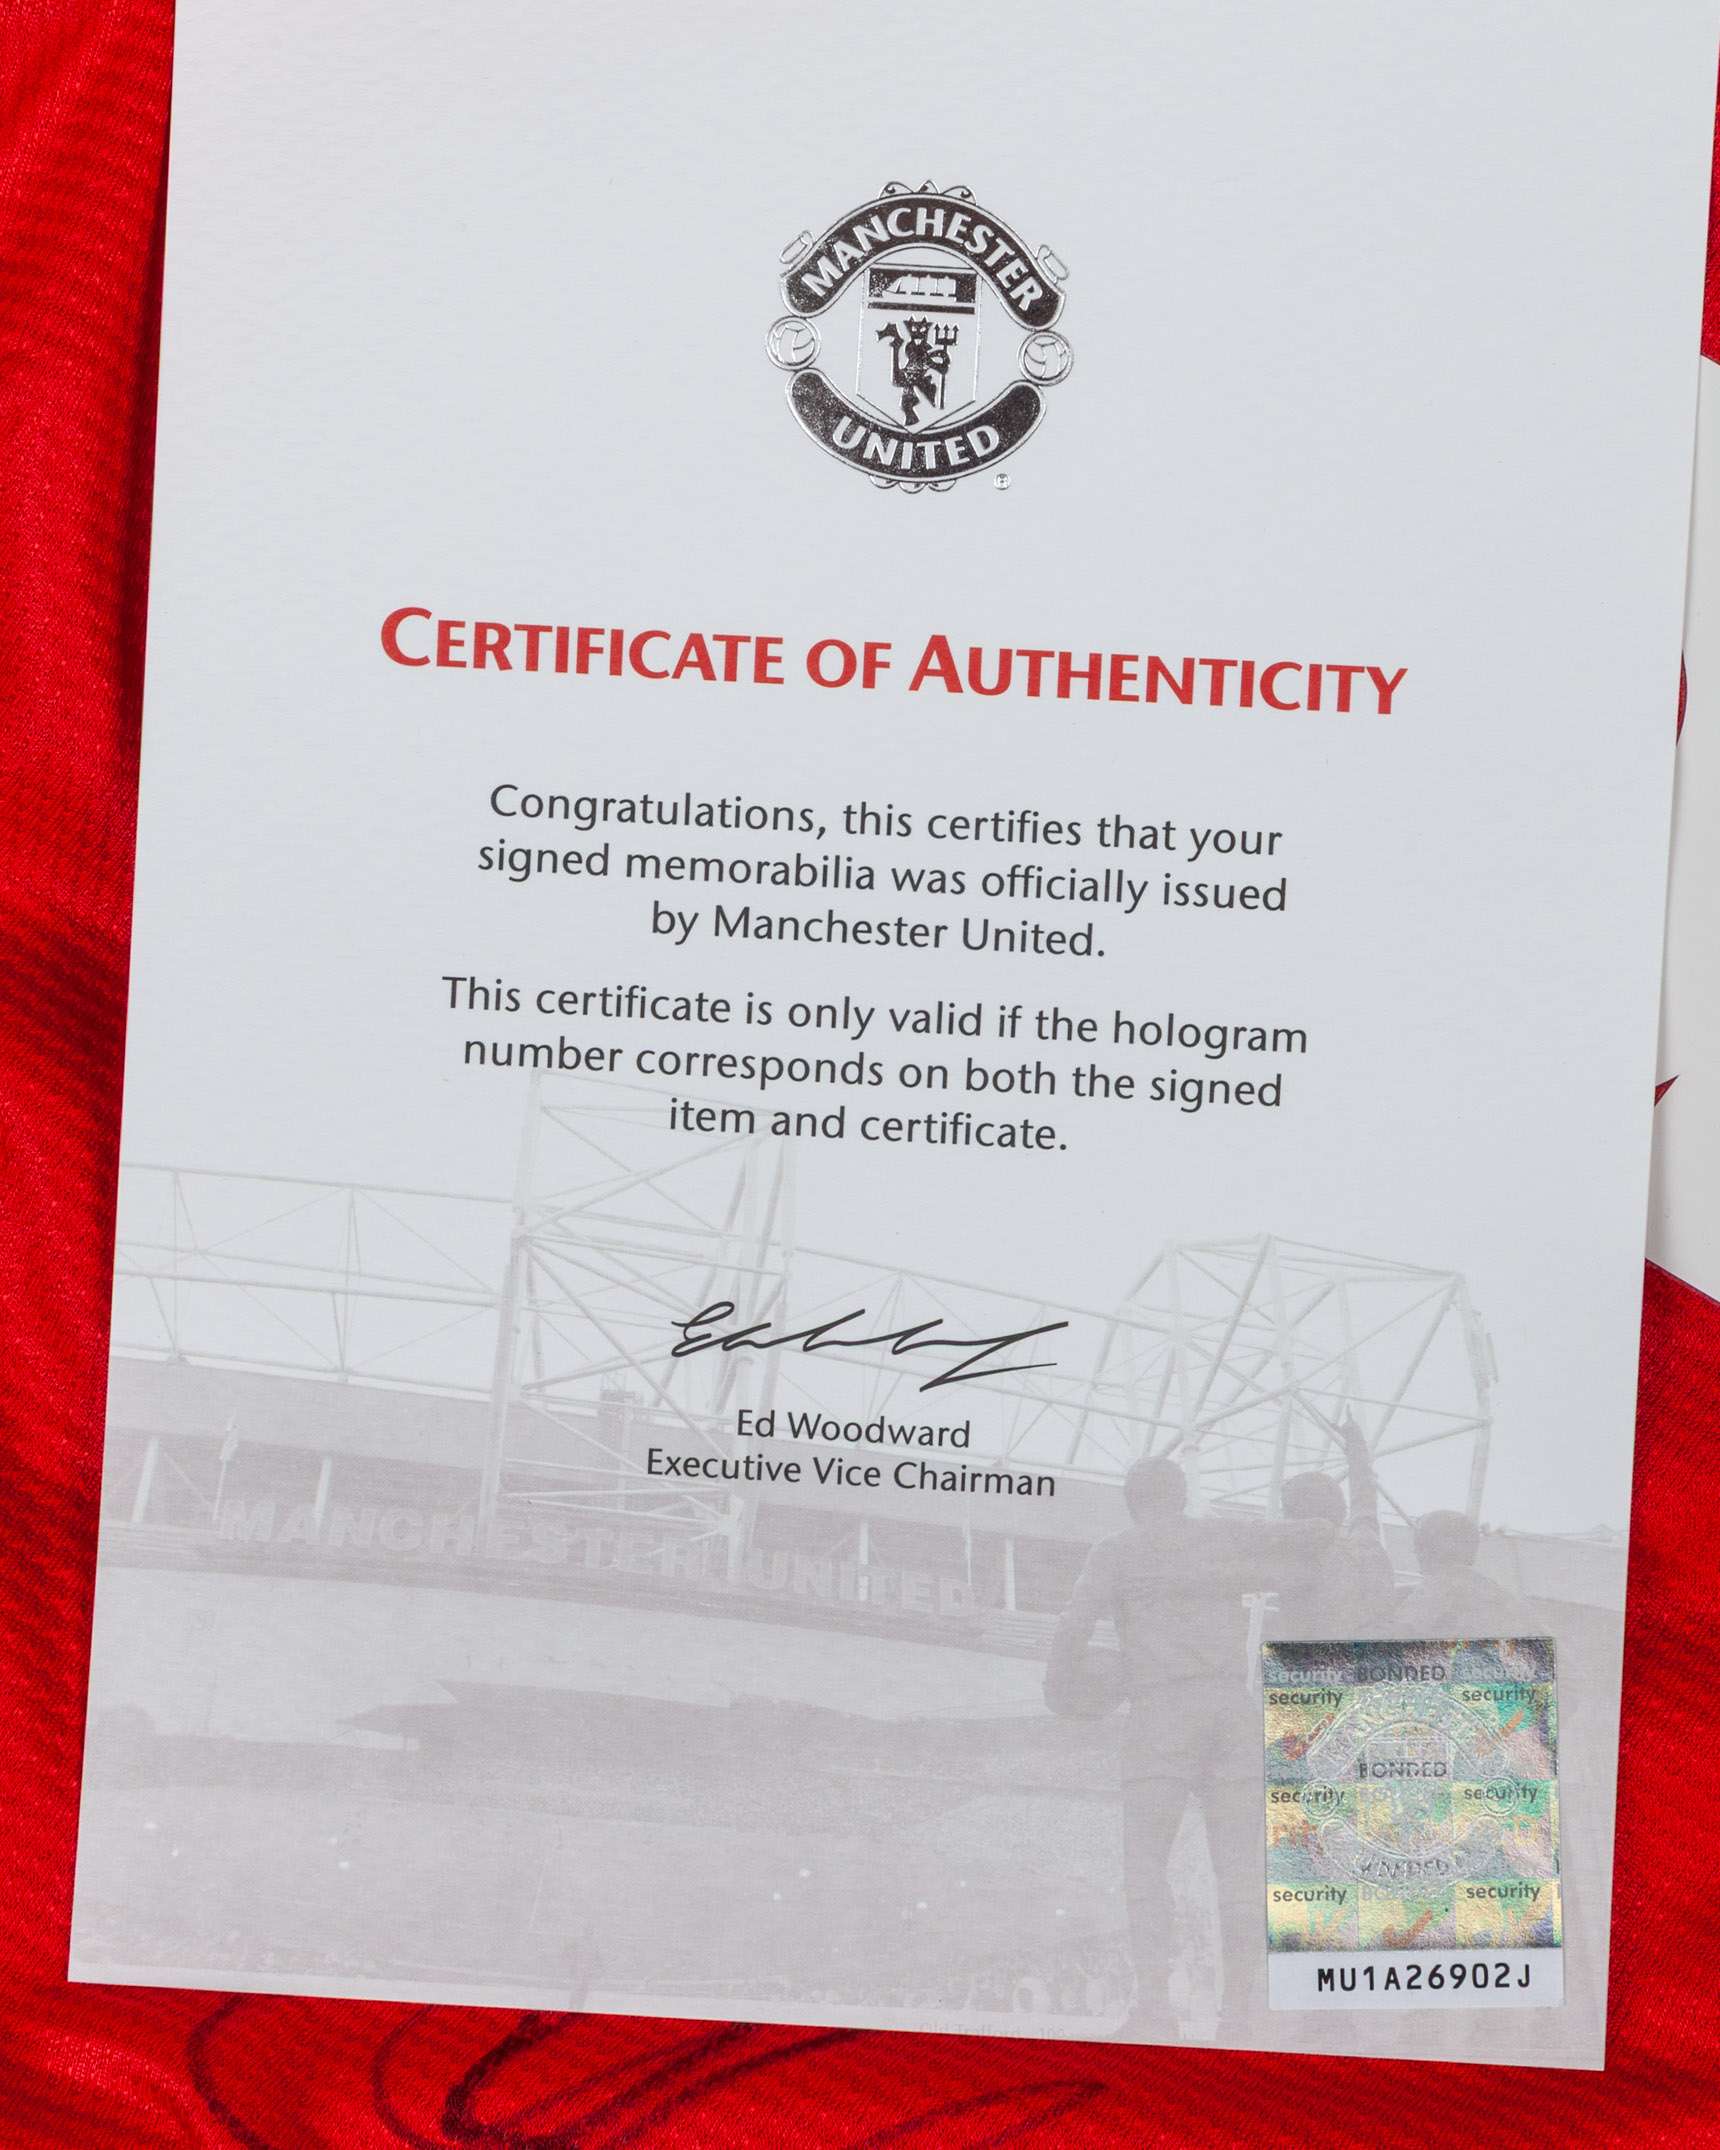 MANCHESTER
UNITED
®
CERTIFICATE OF AUTHENTICITY
Congratulations, this certifies that your
signed memorabilia was officially issued
by Manchester United.
This certificate is only valid if the hologram
number corresponds on both the signed
item and certificate.
Ed Woodward
Executive Vice Chairman
MANCHESTER UNITED
security BONDED security
security security
BONDED
security security
BONDED
security security
MU1A26902J